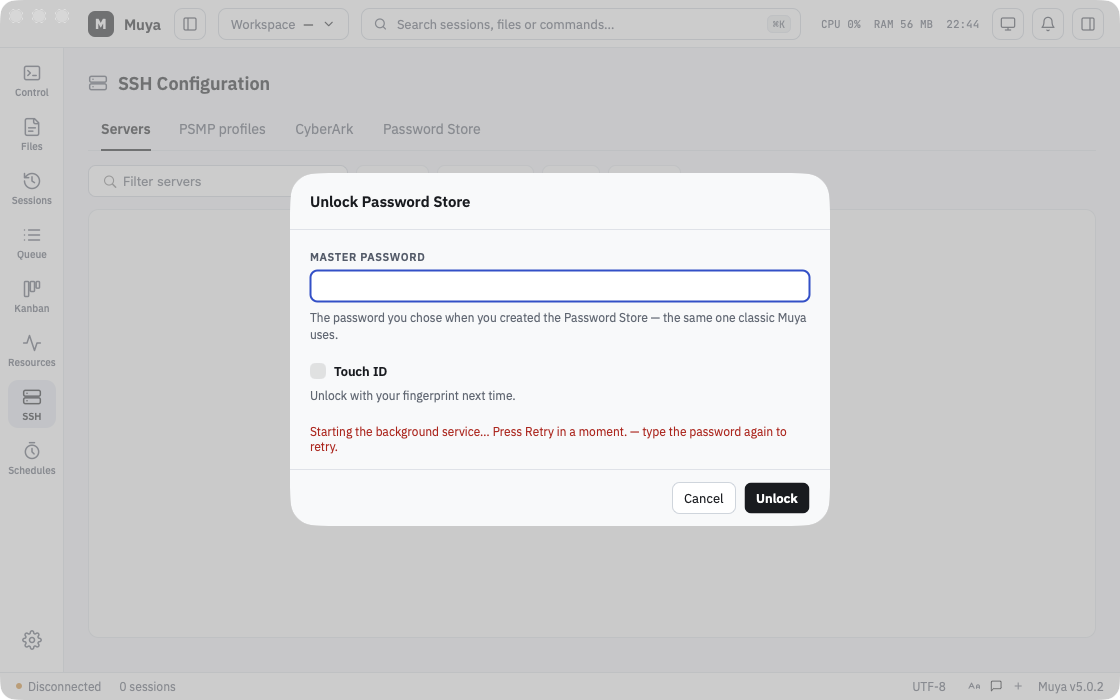 M Muya Workspace — Search sessions, files or commands... ⌘K CPU 0% RAM 56 MB 22:44
Control
Files
Sessions
Queue
Kanban
Resources
SSH
Schedules
SSH Configuration
Servers PSMP profiles CyberArk Password Store
Filter servers
Unlock Password Store
MASTER PASSWORD
The password you chose when you created the Password Store — the same one classic Muya
uses.
Touch ID
Unlock with your fingerprint next time.
Starting the background service... Press Retry in a moment. — type the password again to
retry.
Cancel Unlock
Disconnected 0 sessions UTF-8 AA + Muya v5.0.2